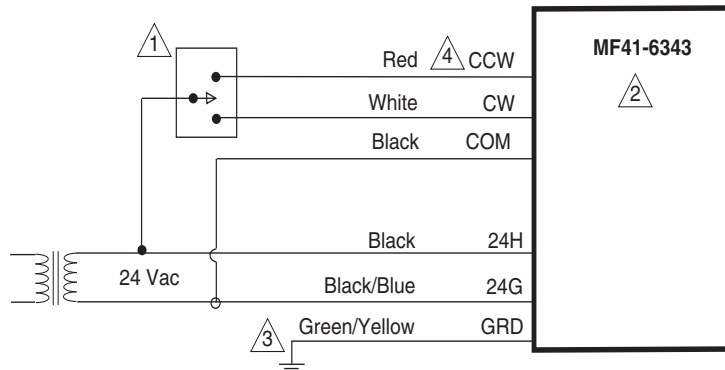 1
Red 4 CCW
MF41-6343
2
White CW
Black COM
Black 24H
24 Vac
Black/Blue 24G
3 Green/Yellow GRD